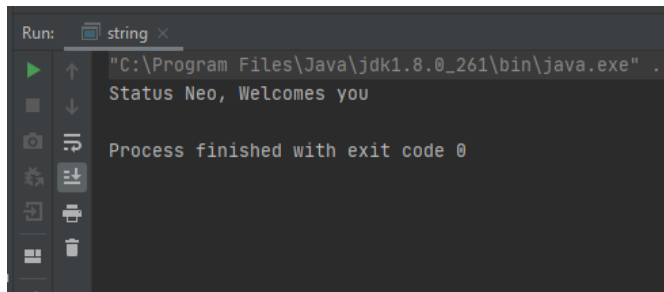 Run: string
"C:\Program Files\Java\jdk1.8.0_261\bin\java.exe" .
Status Neo, Welcomes you
Process finished with exit code 0